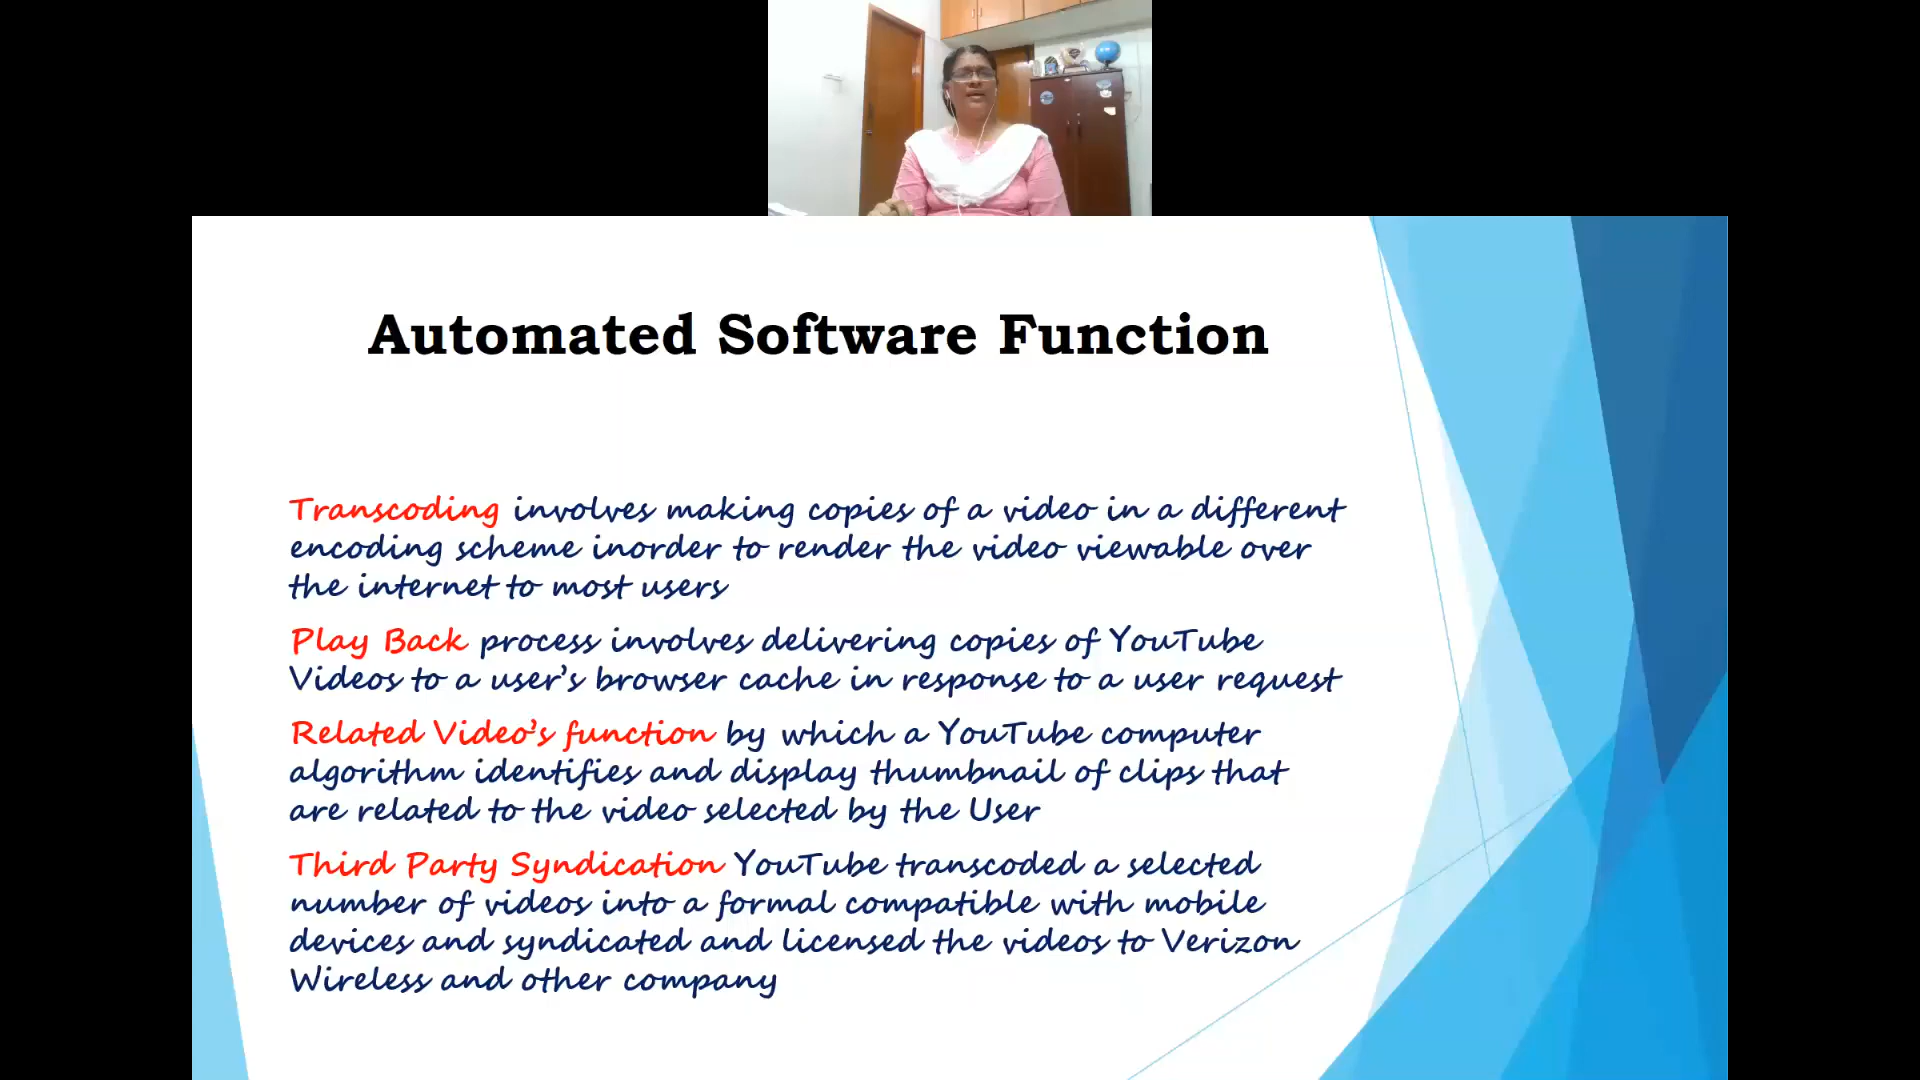 Automated Software Function
Transcoding involves making copies of a video in a different
encoding scheme inorder to render the video viewable over
the internet to most users
Play Back process involves delivering copies of YouTube
Videos to a user's browser cache in response to a user request
Related Video's function by which a YouTube computer
algorithm identifies and display thumbnail of clips that
are related to the video selected by the User
Third Party Syndication YouTube transcoded a selected
number of videos into a formal compatible with mobile
devices and syndicated and licensed the videos to Verizon
Wireless and other company